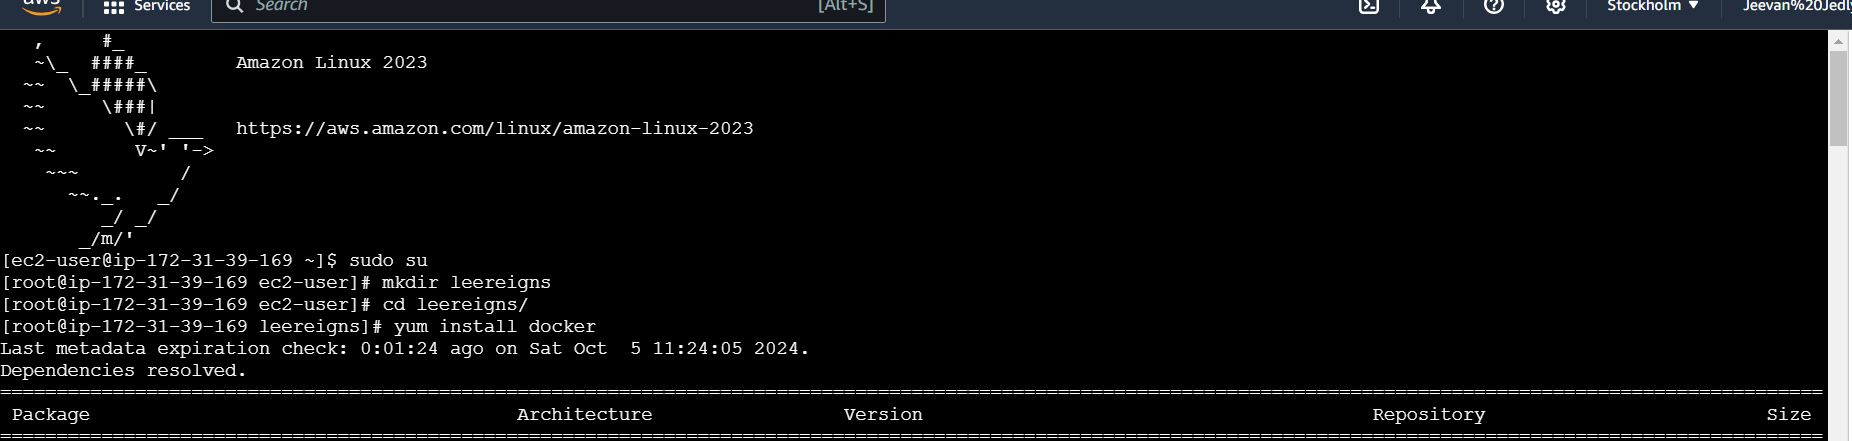 aws Services Search [Alt+S] Stockholm ▼ Jeevan%20Jedly
, #_
~\_ ####_ Amazon Linux 2023
~~ \_#####\
~~ \###|
~~ \#/ ___ https://aws.amazon.com/linux/amazon-linux-2023
~~ V~' '->
~~~ /
~~._. _/
_/ _/
_/m/'
[ec2-user@ip-172-31-39-169 ~]$ sudo su
[root@ip-172-31-39-169 ec2-user]# mkdir leereigns
[root@ip-172-31-39-169 ec2-user]# cd leereigns/
[root@ip-172-31-39-169 leereigns]# yum install docker
Last metadata expiration check: 0:01:24 ago on Sat Oct  5 11:24:05 2024.
Dependencies resolved.
Package Architecture Version Repository Size